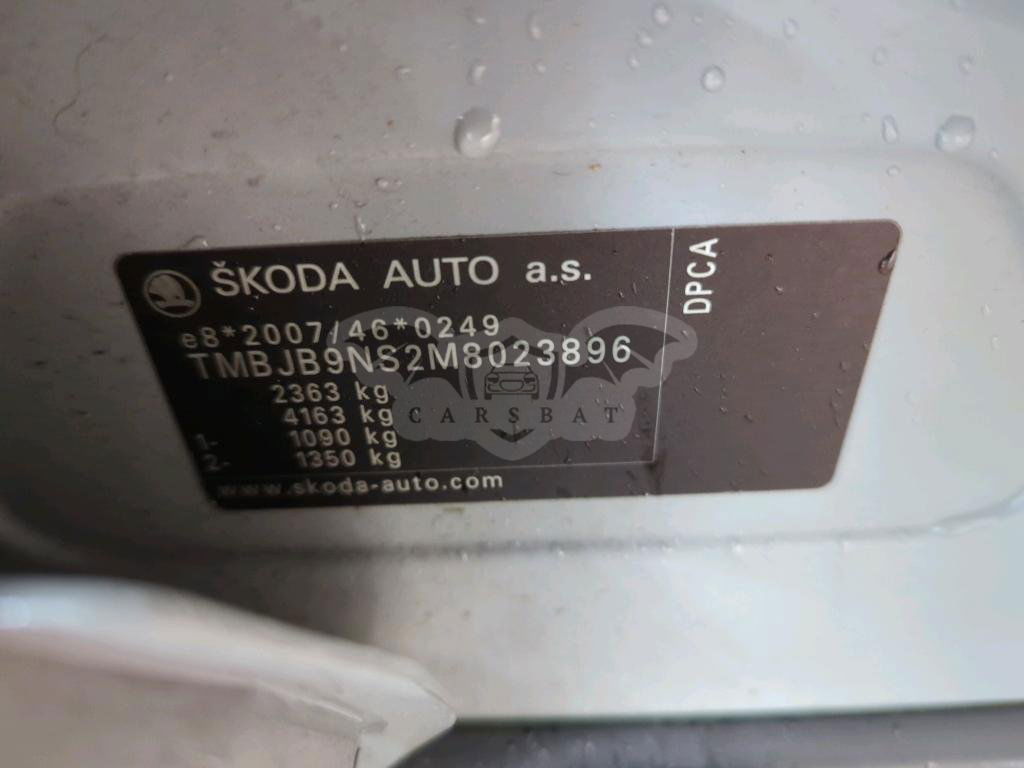 ŠKODA AUTO a.s.
e8*2007/46*0249
TMBJB9NS2M8023896
2363 kg
4163 kg
1- 1090 kg
2- 1350 kg
www.skoda-auto.com
DPCA
CARSBAT